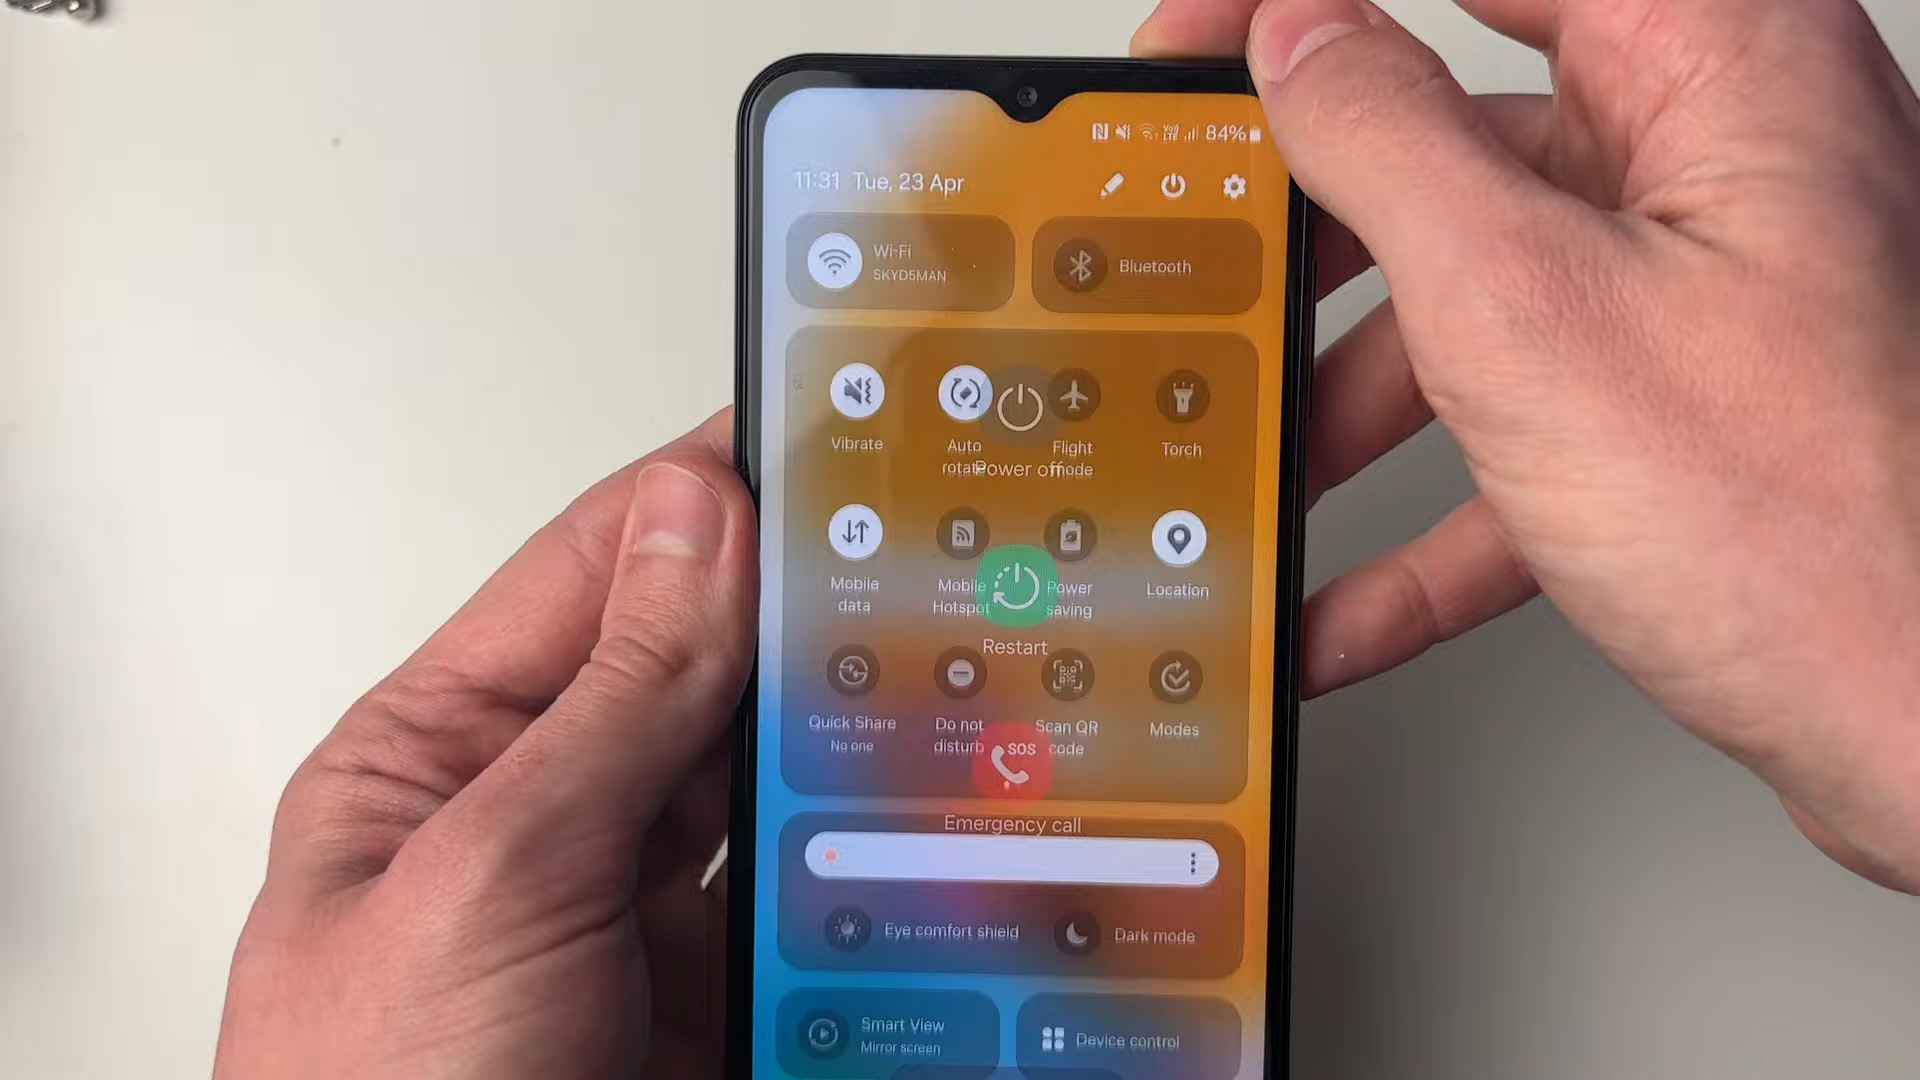 84%
11:31 Tue, 23 Apr
Wi-Fi
SKYD5MAN
Bluetooth
Vibrate
Auto
rotate
Flight
mode
Torch
Power off
Mobile
data
Mobile
Hotspot
Power
saving
Location
Restart
Quick Share
No one
Do not
disturb
Scan QR
code
Modes
SOS
Emergency call
Eye comfort shield
Dark mode
Smart View
Mirror screen
Device control